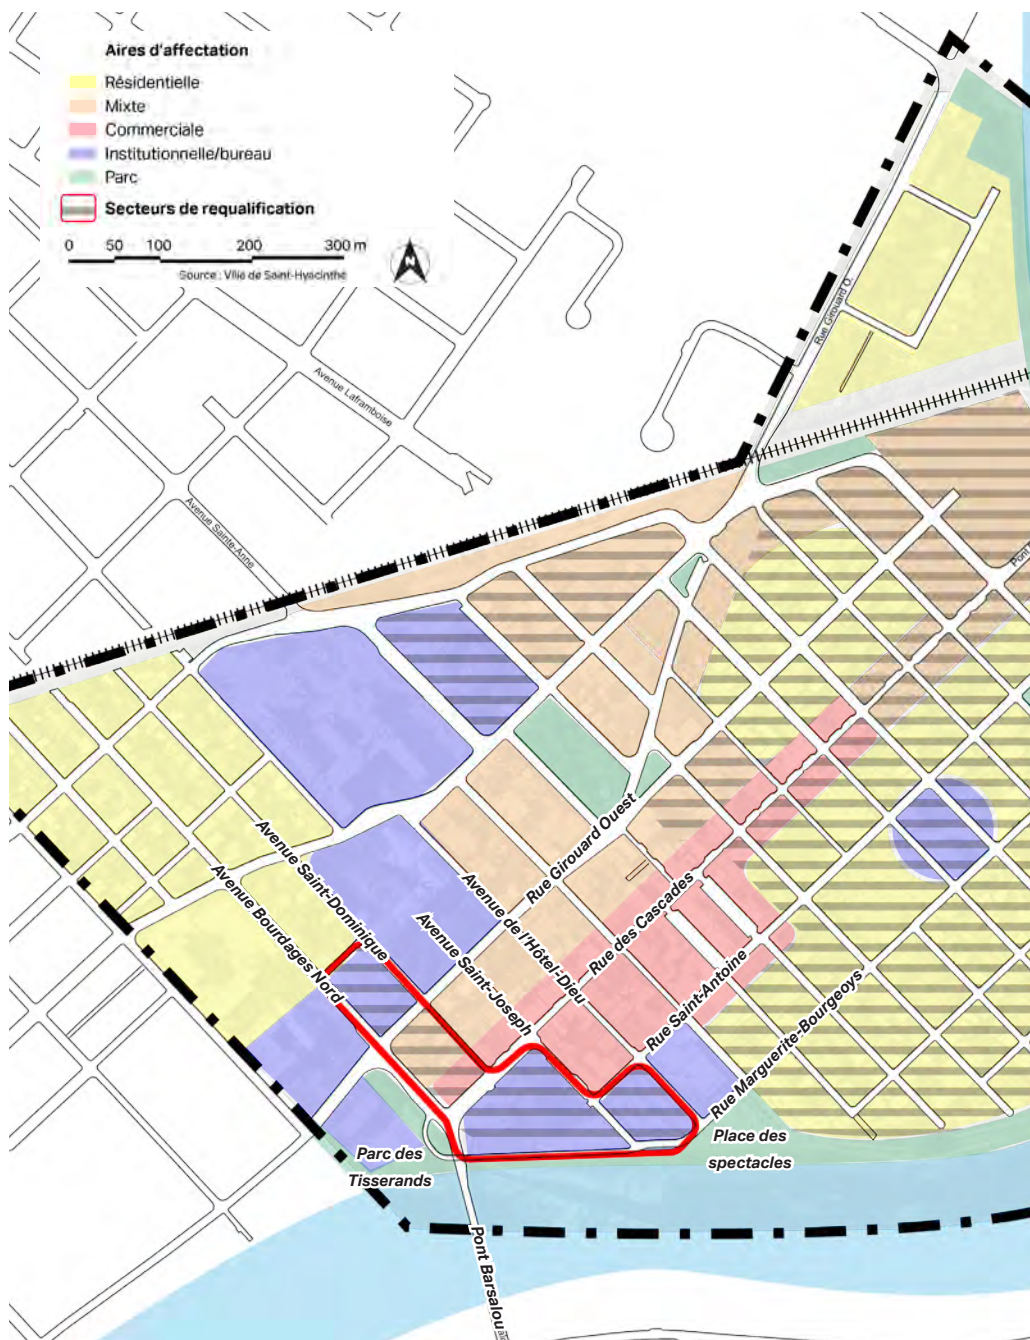 Aires d'affectation
Résidentielle
Mixte
Commerciale
Institutionnelle/bureau
Parc
Secteurs de requalification
0 50 100 200 300 m
Source : Ville de Saint-Hyacinthe
N
Rue Girouard O.
Avenue Laframboise
Avenue Sainte-Anne
Avenue Saint-Dominique
Avenue Bourdages Nord
Rue Girouard Ouest
Avenue de l'Hôtel-Dieu
Avenue Saint-Joseph
Rue des Cascades
Rue Saint-Antoine
Rue Marguerite-Bourgeoys
Place des
spectacles
Parc des
Tisserands
Pont Barsalou